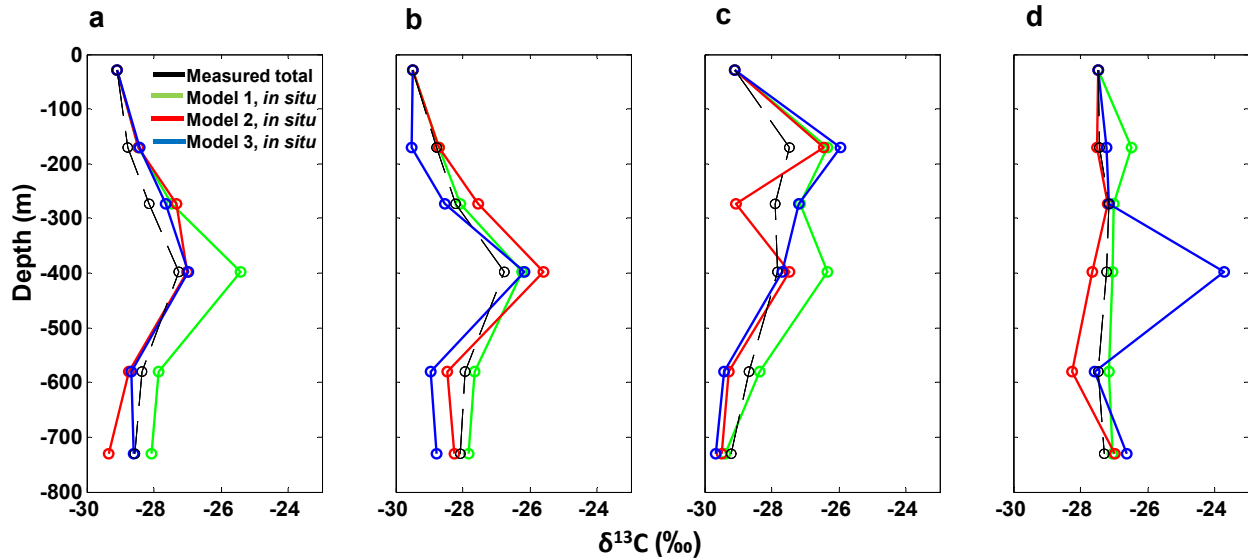 a b c d
0
-100
-200
-300
-400
-500
-600
-700
-800
Depth (m)
Measured total
Model 1, in situ
Model 2, in situ
Model 3, in situ
-30 -28 -26 -24 -30 -28 -26 -24 -30 -28 -26 -24 -30 -28 -26 -24
δ¹³C (‰)